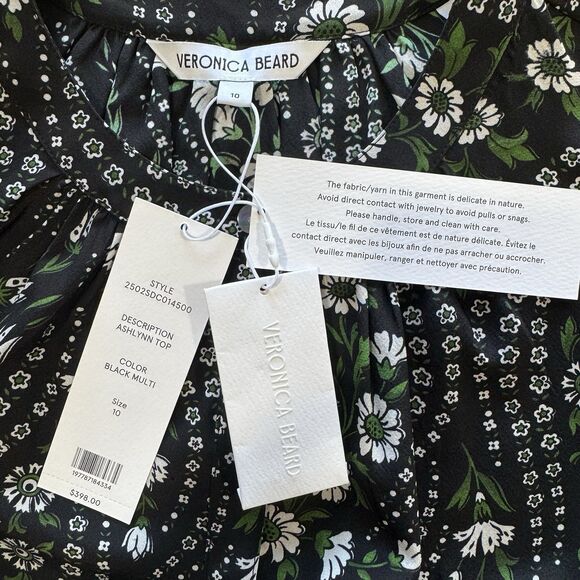 VERONICA BEARD
10
The fabric/yarn in this garment is delicate in nature.
Avoid direct contact with jewelry to avoid pulls or snags.
Please handle, store and clean with care.
Le tissu/le fil de ce vêtement est de nature délicate. Évitez le
contact direct avec les bijoux afin de ne pas arracher ou accrocher.
Veuillez manipuler, ranger et nettoyer avec précaution.
STYLE
2502SDC014500
DESCRIPTION
ASHLYNN TOP
COLOR
BLACK MULTI
Size
10
197787184334
$398.00
VERONICA BEARD